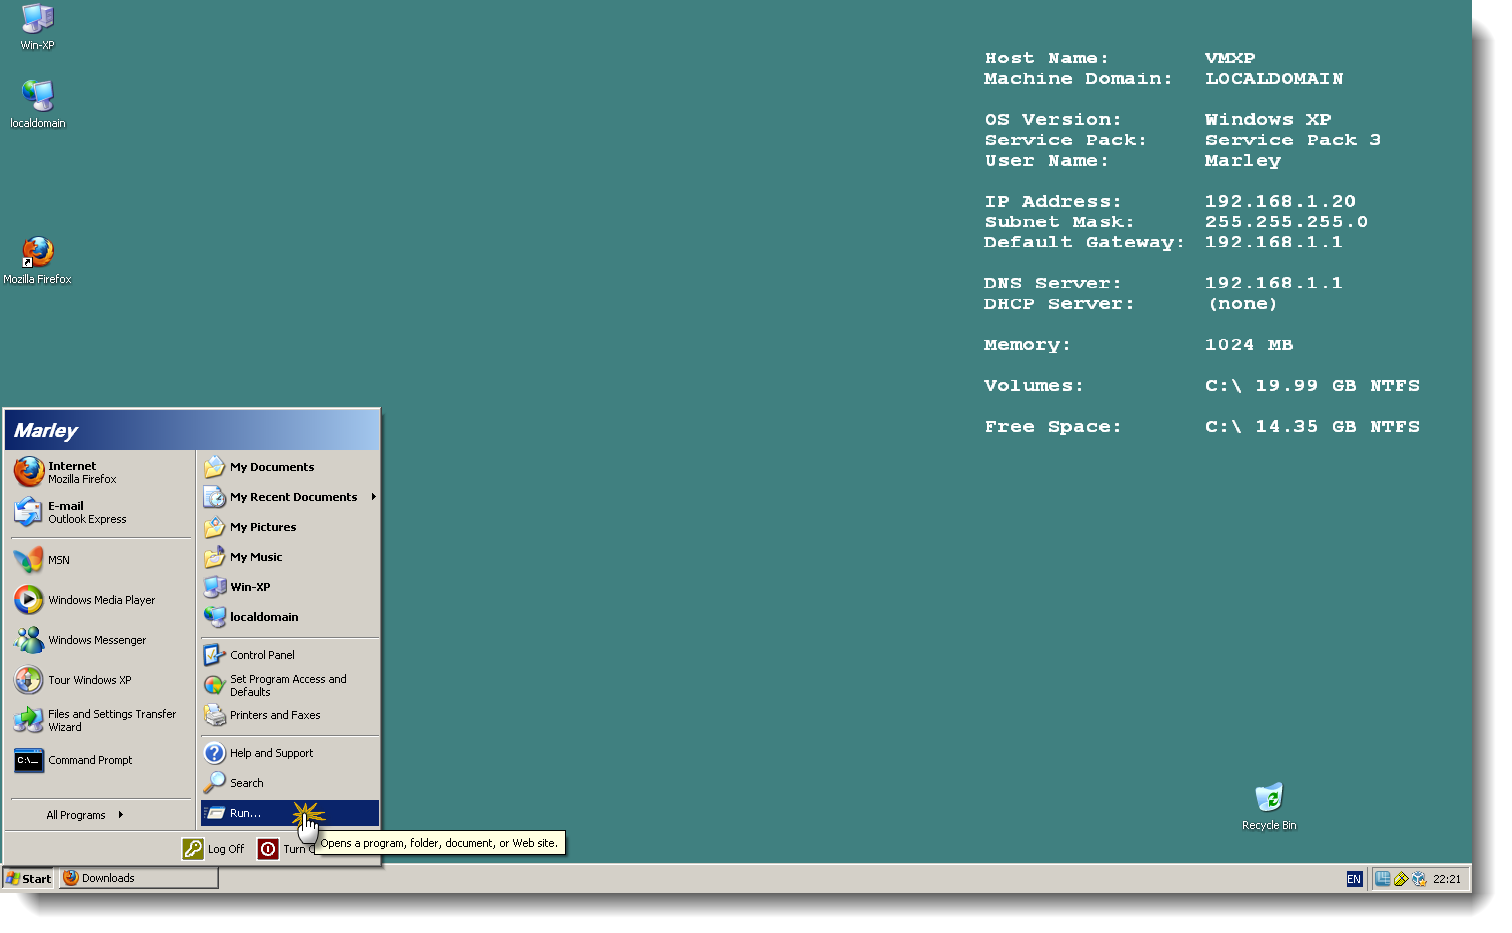 Win-XP
localdomain
Mozilla Firefox
Host Name: VMXP
Machine Domain: LOCALDOMAIN
OS Version: Windows XP
Service Pack: Service Pack 3
User Name: Marley
IP Address: 192.168.1.20
Subnet Mask: 255.255.255.0
Default Gateway: 192.168.1.1
DNS Server: 192.168.1.1
DHCP Server: (none)
Memory: 1024 MB
Volumes: C:\ 19.99 GB NTFS
Free Space: C:\ 14.35 GB NTFS
Marley
Internet
Mozilla Firefox
E-mail
Outlook Express
MSN
Windows Media Player
Windows Messenger
Tour Windows XP
Files and Settings Transfer
Wizard
C:\_
Command Prompt
All Programs
My Documents
My Recent Documents
My Pictures
My Music
Win-XP
localdomain
Control Panel
Set Program Access and
Defaults
Printers and Faxes
Help and Support
Search
Run...
Opens a program, folder, document, or Web site.
Log Off
Turn
Recycle Bin
Start
Downloads
EN
22:21